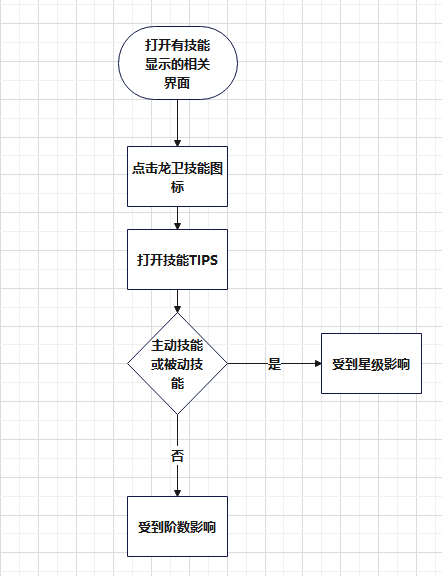 打开有技能
显示的相关
界面
点击龙卫技能图
标
打开技能TIPS
主动技能
或被动技
能
是
受到星级影响
否
受到阶数影响